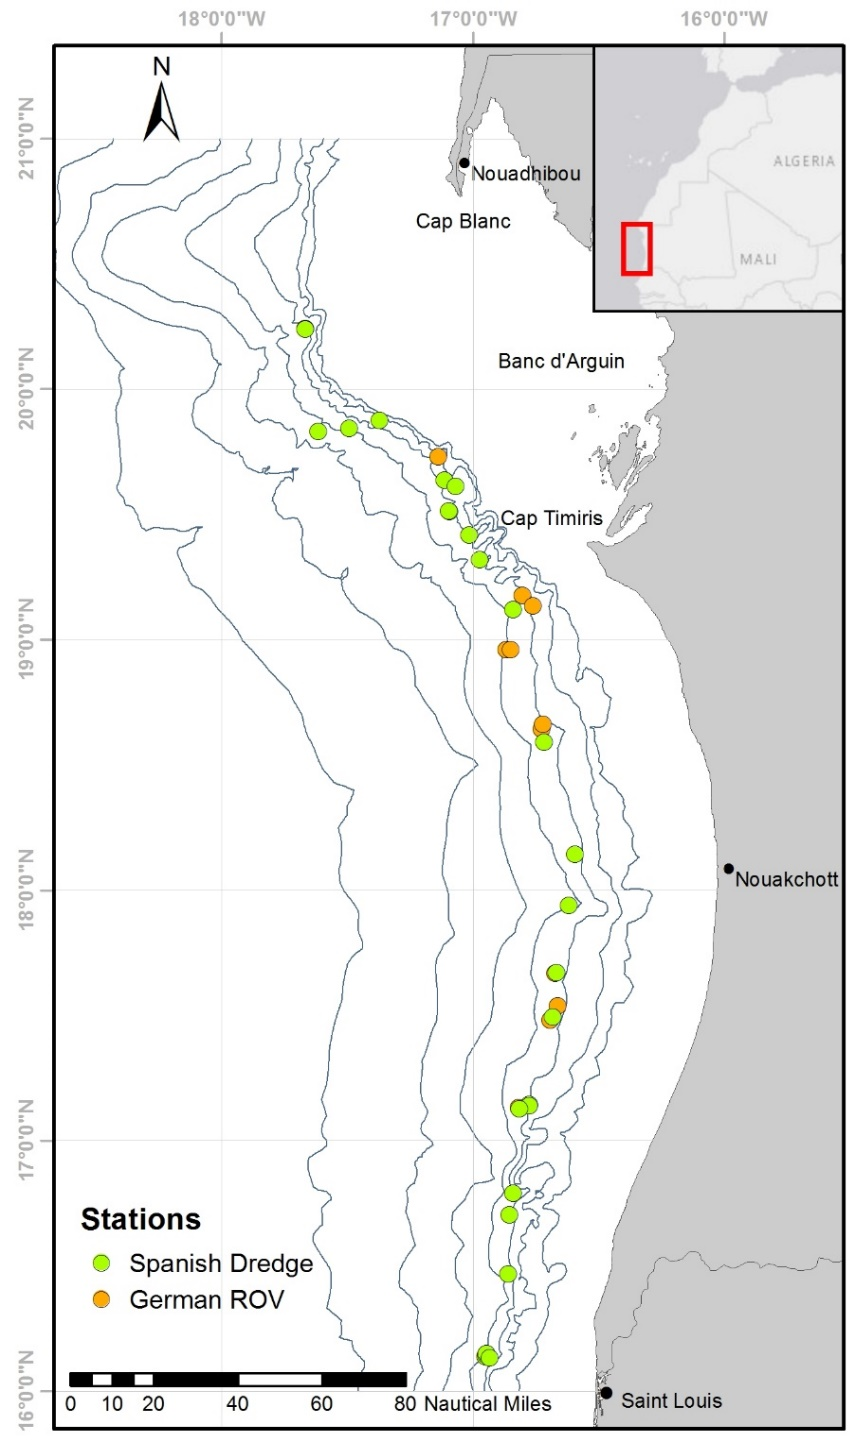 18°0'0"W 17°0'0"W 16°0'0"W
N
21°0'0"N
ALGERIA
Nouadhibou
Cap Blanc
MALI
Banc d'Arguin
20°0'0"N
Cap Timiris
19°0'0"N
Nouakchott
18°0'0"N
17°0'0"N
Stations
Spanish Dredge
German ROV
16°0'0"N
0 10 20 40 60 80 Nautical Miles
Saint Louis